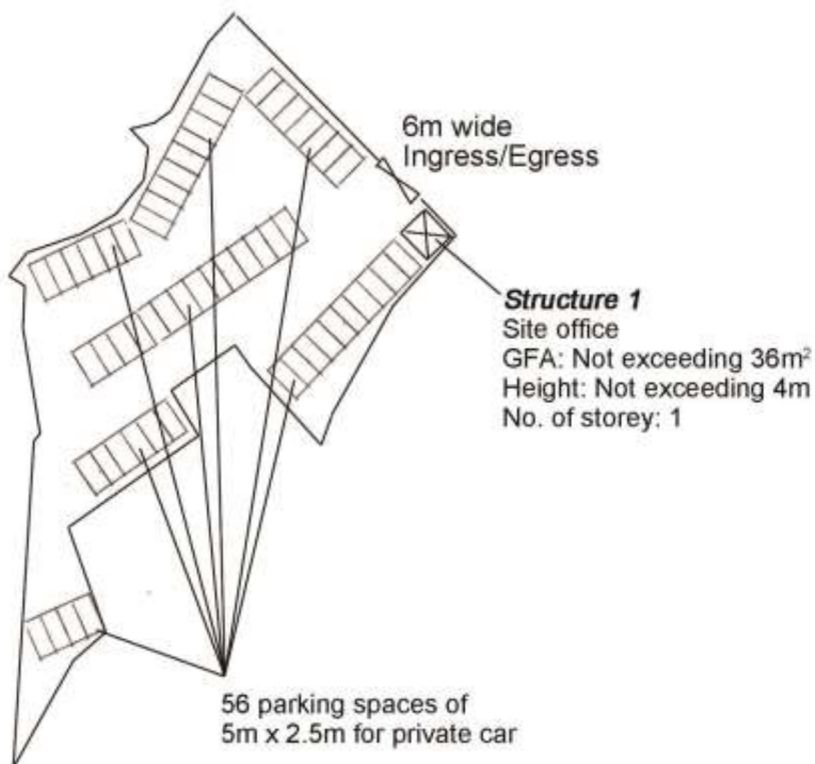 6m wide
Ingress/Egress
Structure 1
Site office
GFA: Not exceeding 36m²
Height: Not exceeding 4m
No. of storey: 1
56 parking spaces of
5m x 2.5m for private car